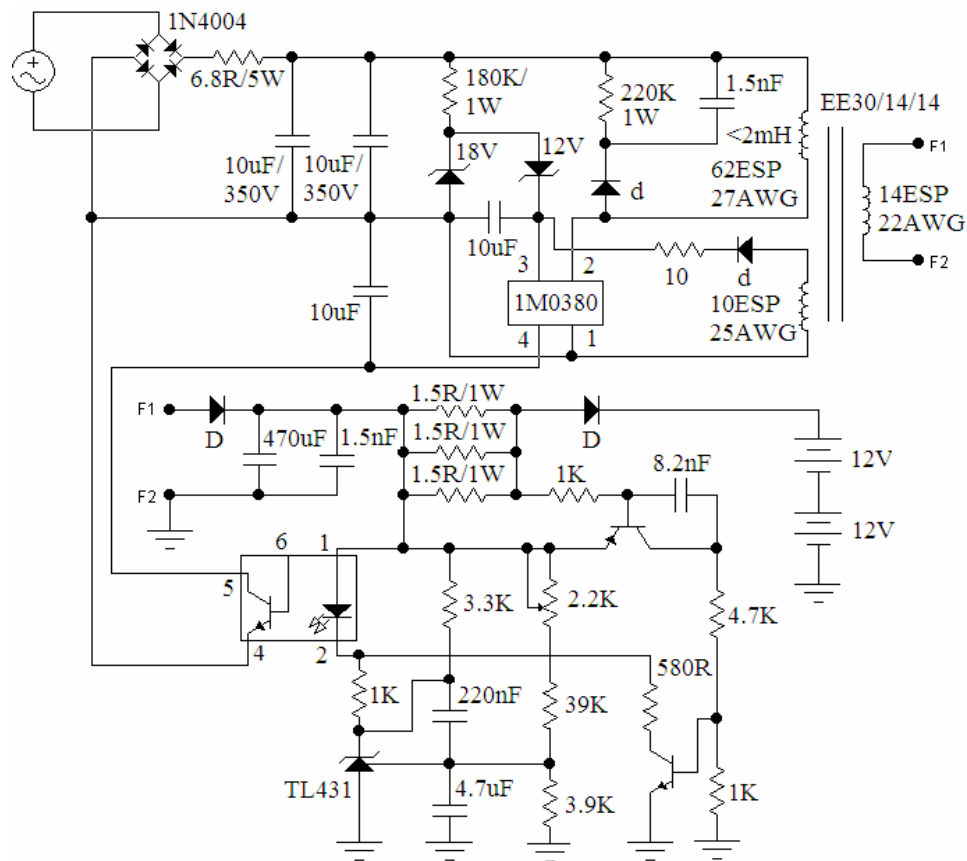 1N4004
6.8R/5W
10uF/
350V
10uF/
350V
180K/
1W
18V
12V
220K
1W
1.5nF
<2mH
62ESP
27AWG
EE30/14/14
F1
14ESP
22AWG
F2
d
10uF
10uF
3
2
1M0380
4
1
10
d
10ESP
25AWG
F1
D
470uF
1.5nF
F2
1.5R/1W
1.5R/1W
1.5R/1W
D
1K
8.2nF
12V
12V
6
1
5
4
2
3.3K
2.2K
4.7K
1K
220nF
39K
580R
TL431
4.7uF
3.9K
1K